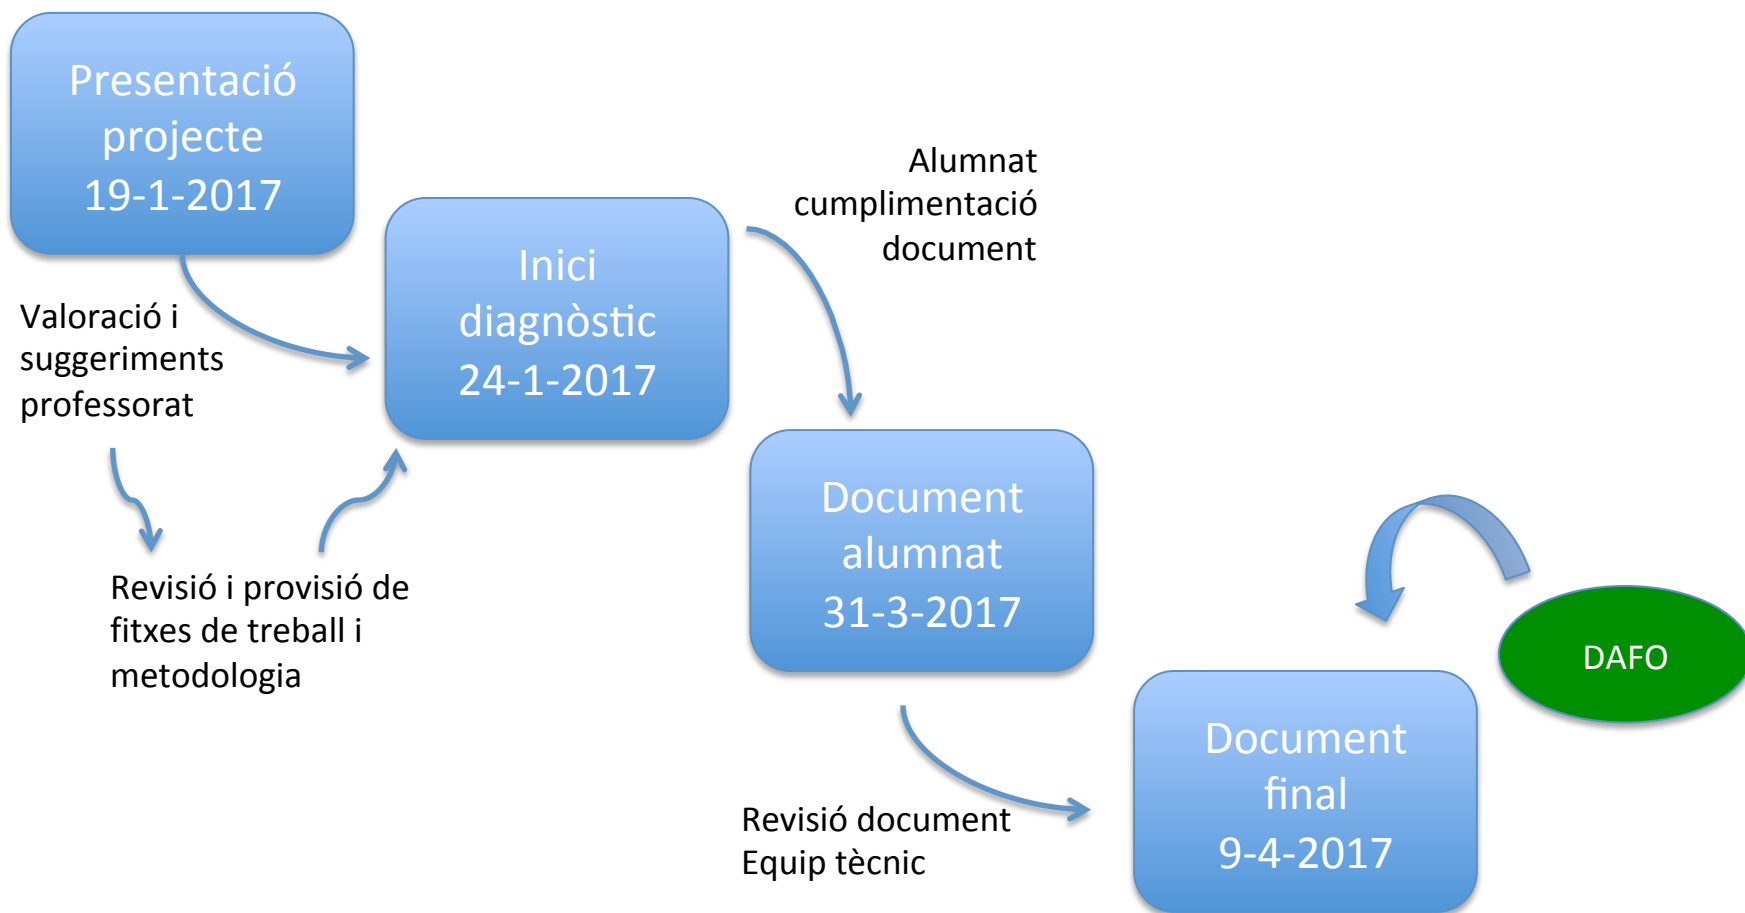 Presentació
projecte
19-1-2017
Valoració i
suggeriments
professorat
Revisió i provisió de
fitxes de treball i
metodologia
Inici
diagnòstic
24-1-2017
Alumnat
cumplimentació
document
Document
alumnat
31-3-2017
Revisió document
Equip tècnic
Document
final
9-4-2017
DAFO